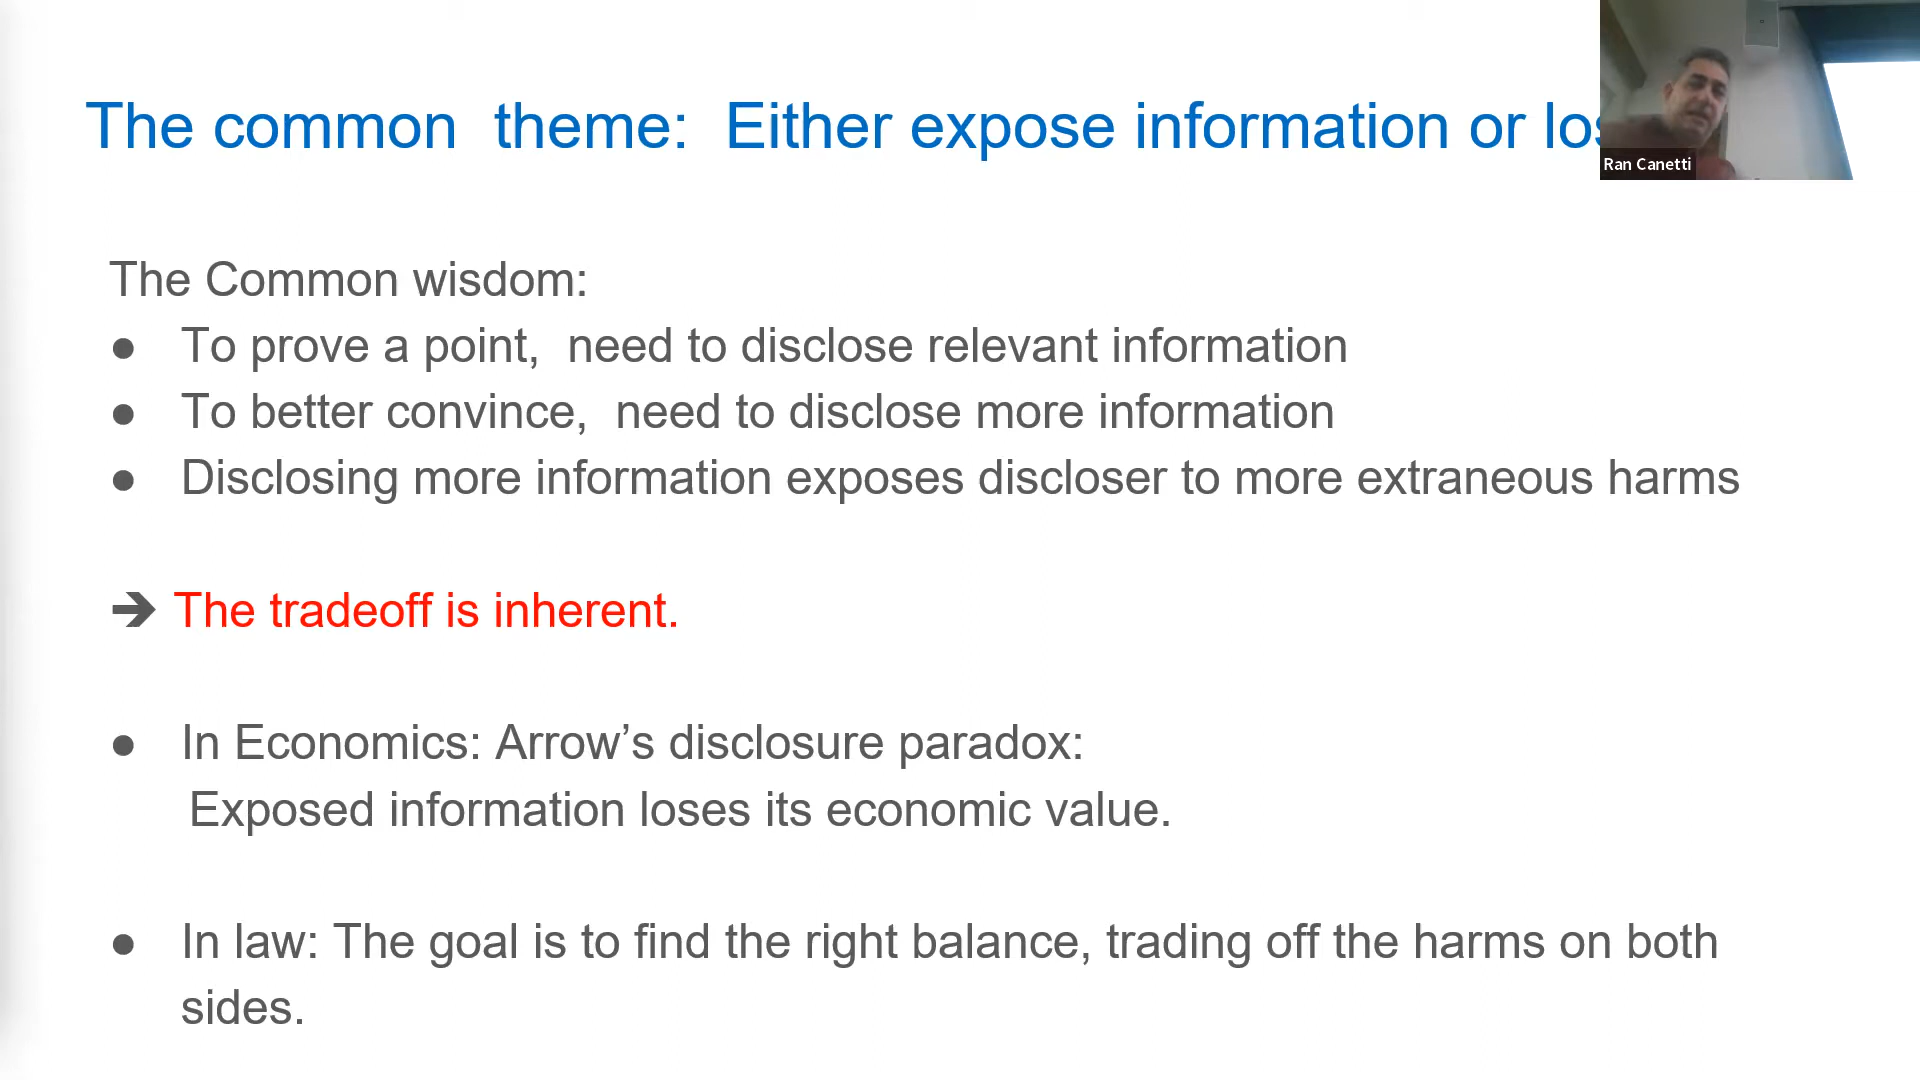 The common theme: Either expose information or
Ran Canetti
The Common wisdom:
● To prove a point, need to disclose relevant information
● To better convince, need to disclose more information
● Disclosing more information exposes discloser to more extraneous harms
➔ The tradeoff is inherent.
● In Economics: Arrow’s disclosure paradox:
Exposed information loses its economic value.
● In law: The goal is to find the right balance, trading off the harms on both
sides.